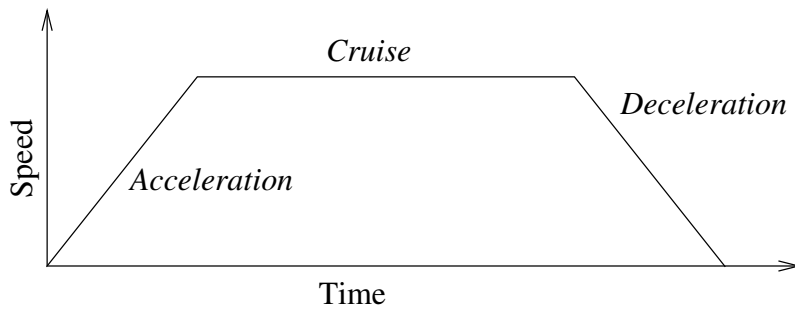 Cruise
Deceleration
Acceleration
Speed
Time